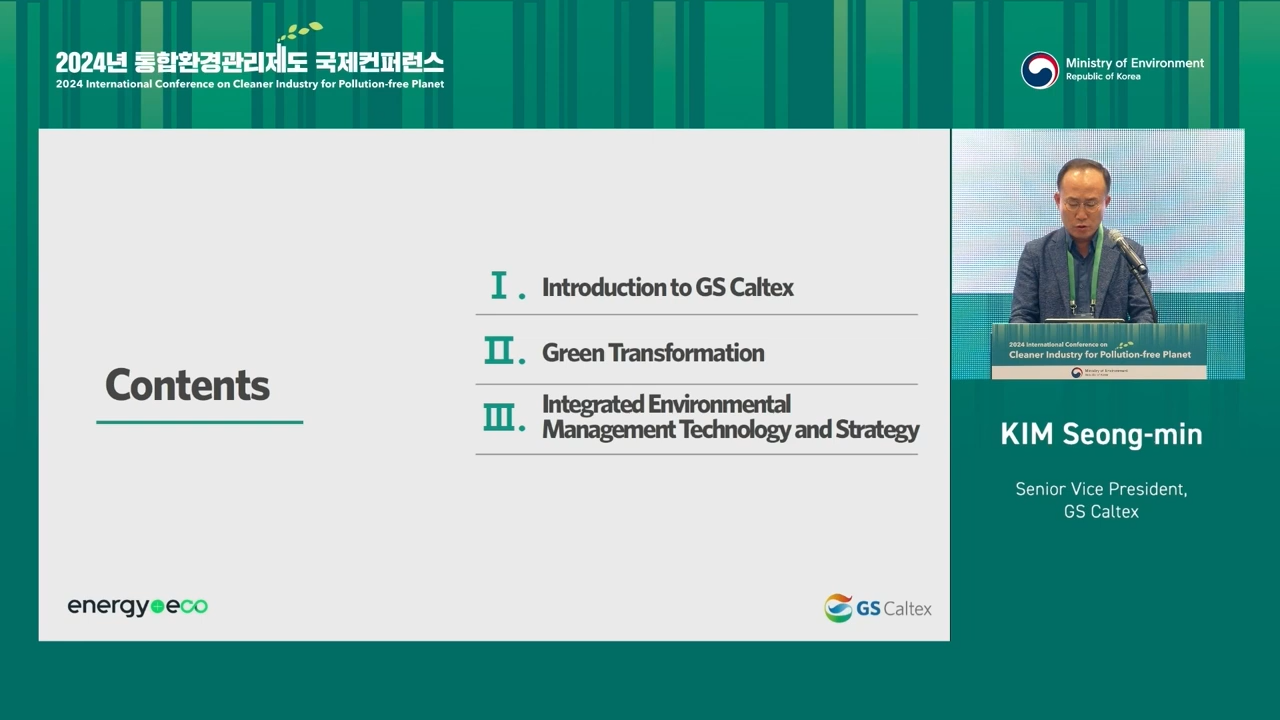 2024년 통합환경관리제도 국제컨퍼런스
2024 International Conference on Cleaner Industry for Pollution-free Planet
Ministry of Environment
Republic of Korea
Contents
Ⅰ. Introduction to GS Caltex
Ⅱ. Green Transformation
Ⅲ. Integrated Environmental
Management Technology and Strategy
energy eco
GS Caltex
2024 International Conference on
Cleaner Industry for Pollution-free Planet
Ministry of Environment
KIM Seong-min
Senior Vice President,
GS Caltex